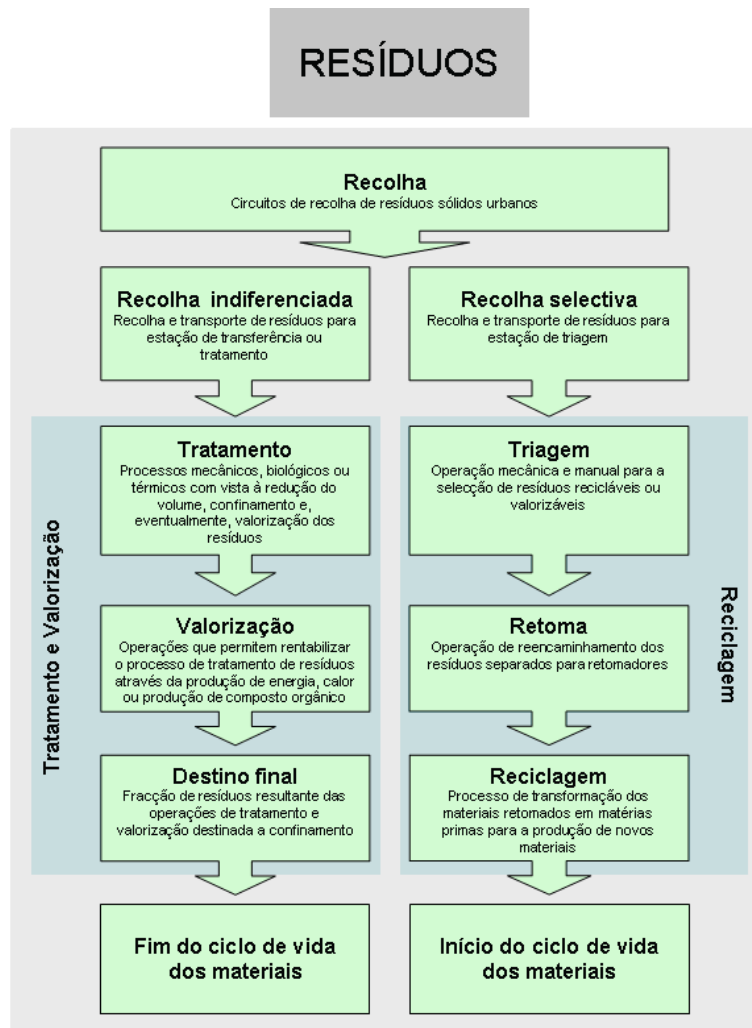 RESÍDUOS
Recolha
Circuitos de recolha de resíduos sólidos urbanos
Recolha indiferenciada
Recolha e transporte de resíduos para
estação de transferência ou
tratamento
Recolha selectiva
Recolha e transporte de resíduos para
estação de triagem
Tratamento e Valorização
Tratamento
Processos mecânicos, biológicos ou
térmicos com vista à redução do
volume, confinamento e,
eventualmente, valorização dos
resíduos
Valorização
Operações que permitem rentabilizar
o processo de tratamento de resíduos
através da produção de energia, calor
ou produção de composto orgânico
Destino final
Fracção de resíduos resultante das
operações de tratamento e
valorização destinada a confinamento
Fim do ciclo de vida
dos materiais
Reciclagem
Triagem
Operação mecânica e manual para a
selecção de resíduos recicláveis ou
valorizáveis
Retoma
Operação de reencaminhamento dos
resíduos separados para retomadores
Reciclagem
Processo de transformação dos
materiais retomados em matérias
primas para a produção de novos
materiais
Início do ciclo de vida
dos materiais